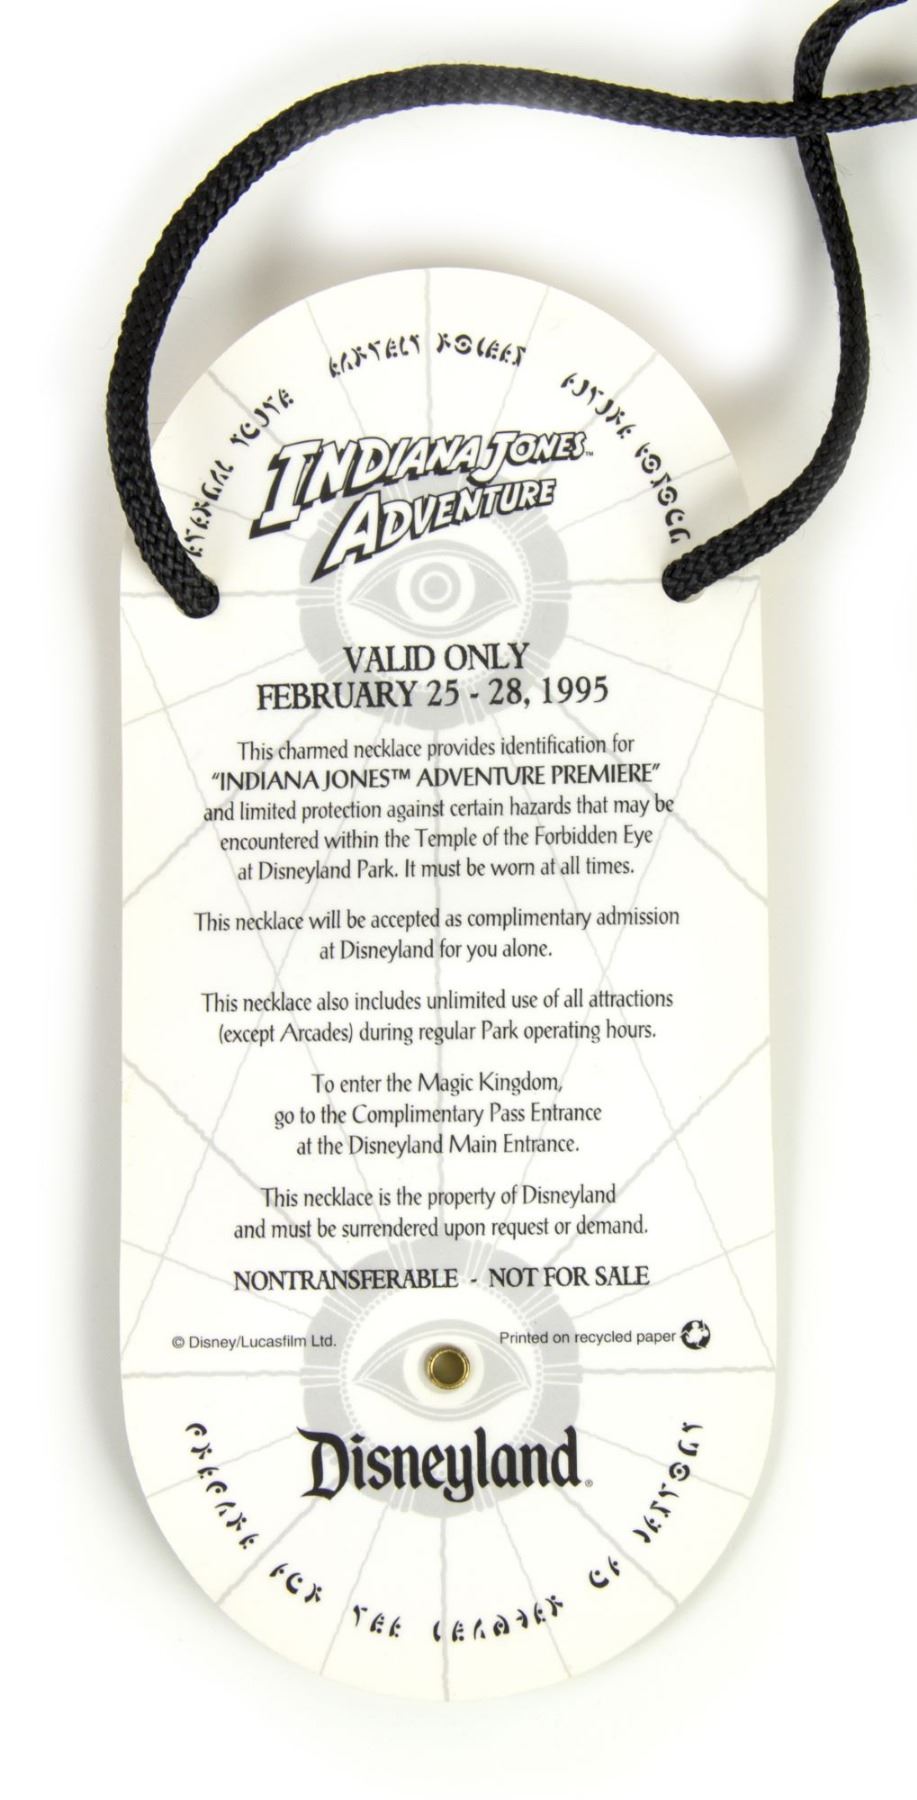 INDIANA JONES™
ADVENTURE
VALID ONLY
FEBRUARY 25 - 28, 1995
This charmed necklace provides identification for
“INDIANA JONES™ ADVENTURE PREMIERE”
and limited protection against certain hazards that may be
encountered within the Temple of the Forbidden Eye
at Disneyland Park. It must be worn at all times.
This necklace will be accepted as complimentary admission
at Disneyland for you alone.
This necklace also includes unlimited use of all attractions
(except Arcades) during regular Park operating hours.
To enter the Magic Kingdom,
go to the Complimentary Pass Entrance
at the Disneyland Main Entrance.
This necklace is the property of Disneyland
and must be surrendered upon request or demand.
NONTRANSFERABLE - NOT FOR SALE
© Disney/Lucasfilm Ltd. Printed on recycled paper
Disneyland®